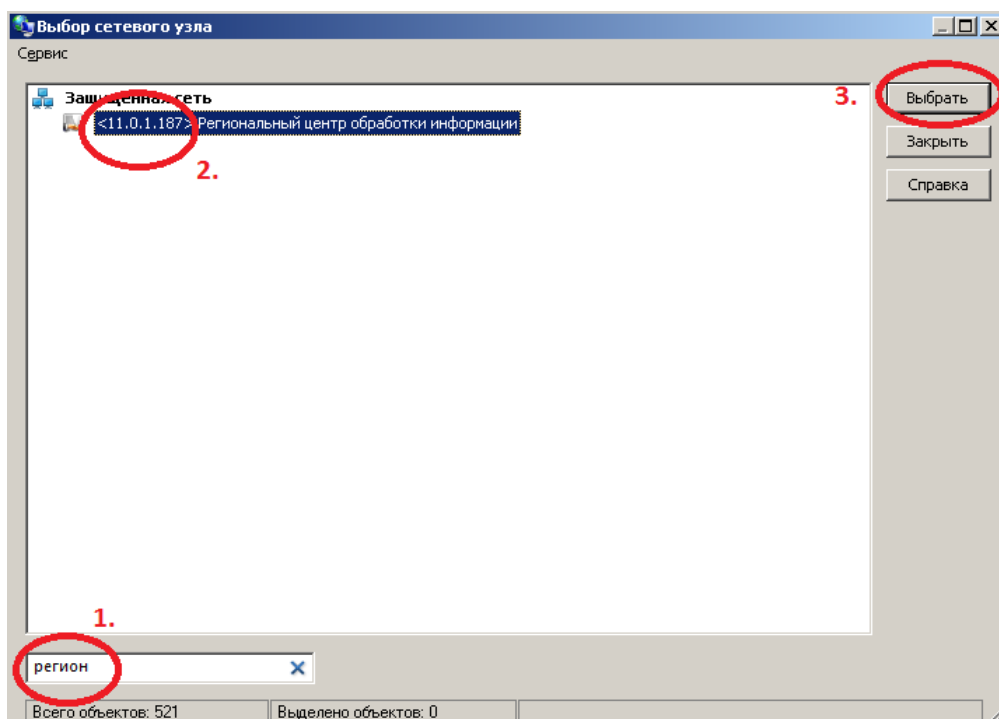 Выбор сетевого узла
Сервис
Защищенная сеть
3.
Выбрать
<11.0.1.187> Региональный центр обработки информации
Закрыть
2.
Справка
1.
регион
Всего объектов: 521
Выделено объектов: 0